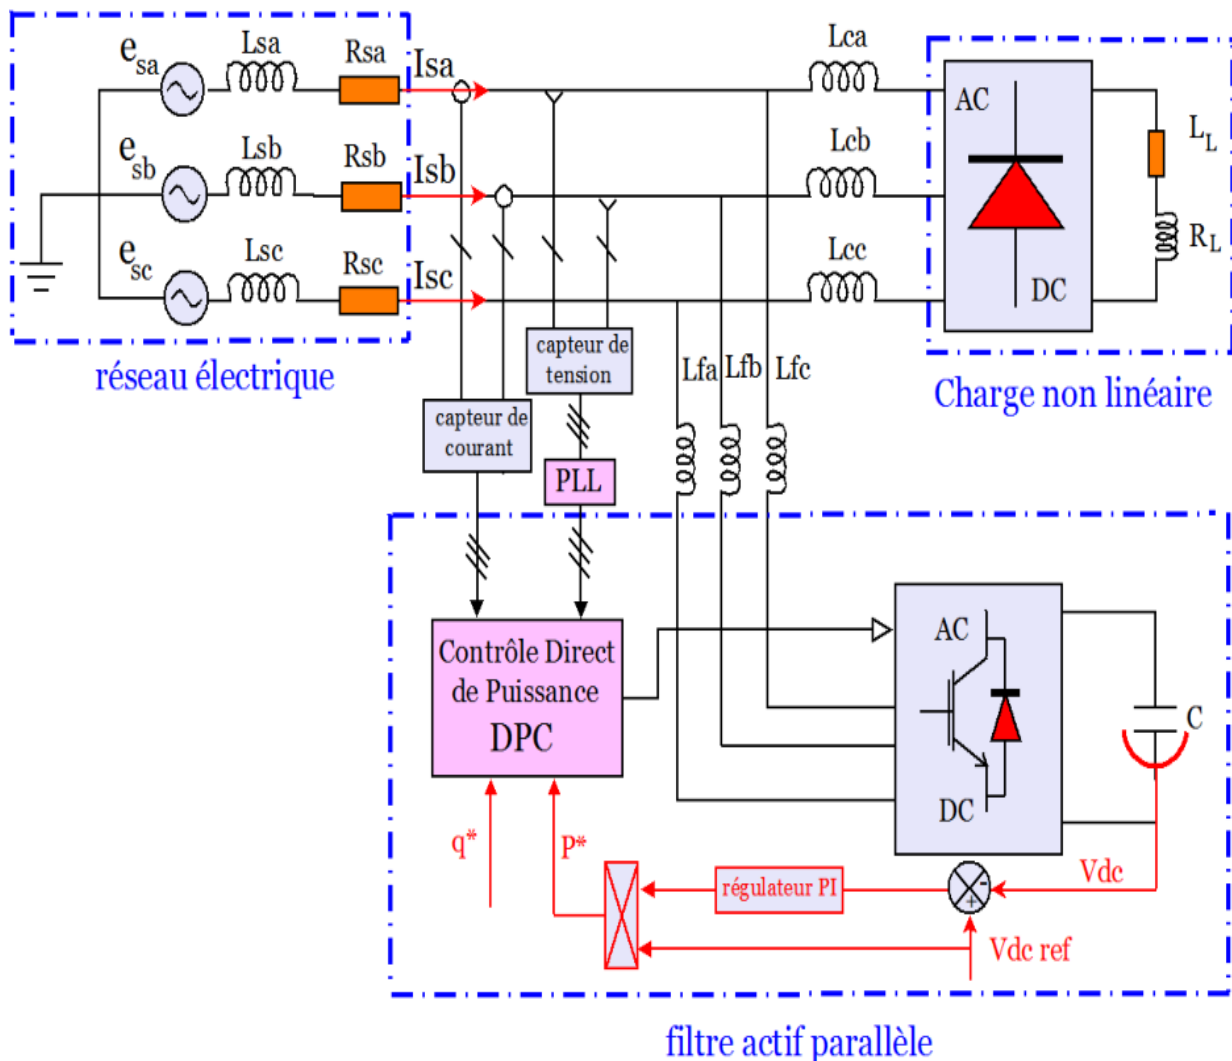 esa
Lsa
Rsa
Isa
Lca
AC
LL
esb
Lsb
Rsb
Isb
Lcb
esc
Lsc
Rsc
Isc
Lcc
DC
RL
réseau électrique
capteur de
tension
Lfa
Lfb
Lfc
Charge non linéaire
capteur de
courant
PLL
Contrôle Direct
de Puissance
DPC
AC
DC
C
q*
P*
régulateur PI
-
+
Vdc
Vdc ref
filtre actif parallèle